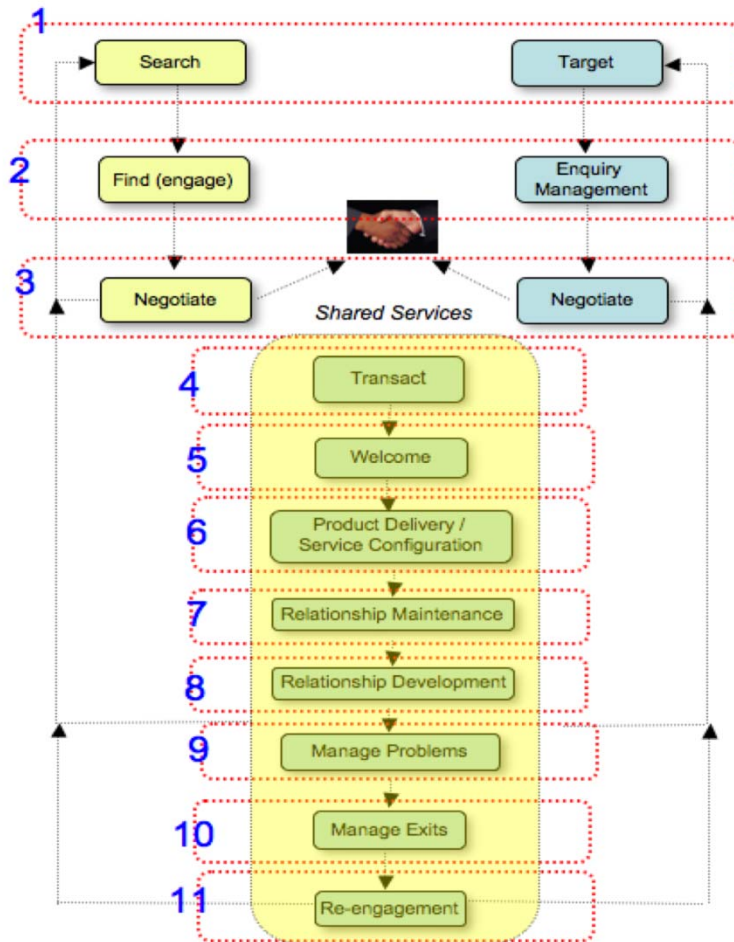 1
Search
Target
2
Find (engage)
Enquiry
Management
3
Negotiate
Negotiate
Shared Services
4
Transact
5
Welcome
6
Product Delivery /
Service Configuration
7
Relationship Maintenance
8
Relationship Development
9
Manage Problems
10
Manage Exits
11
Re-engagement